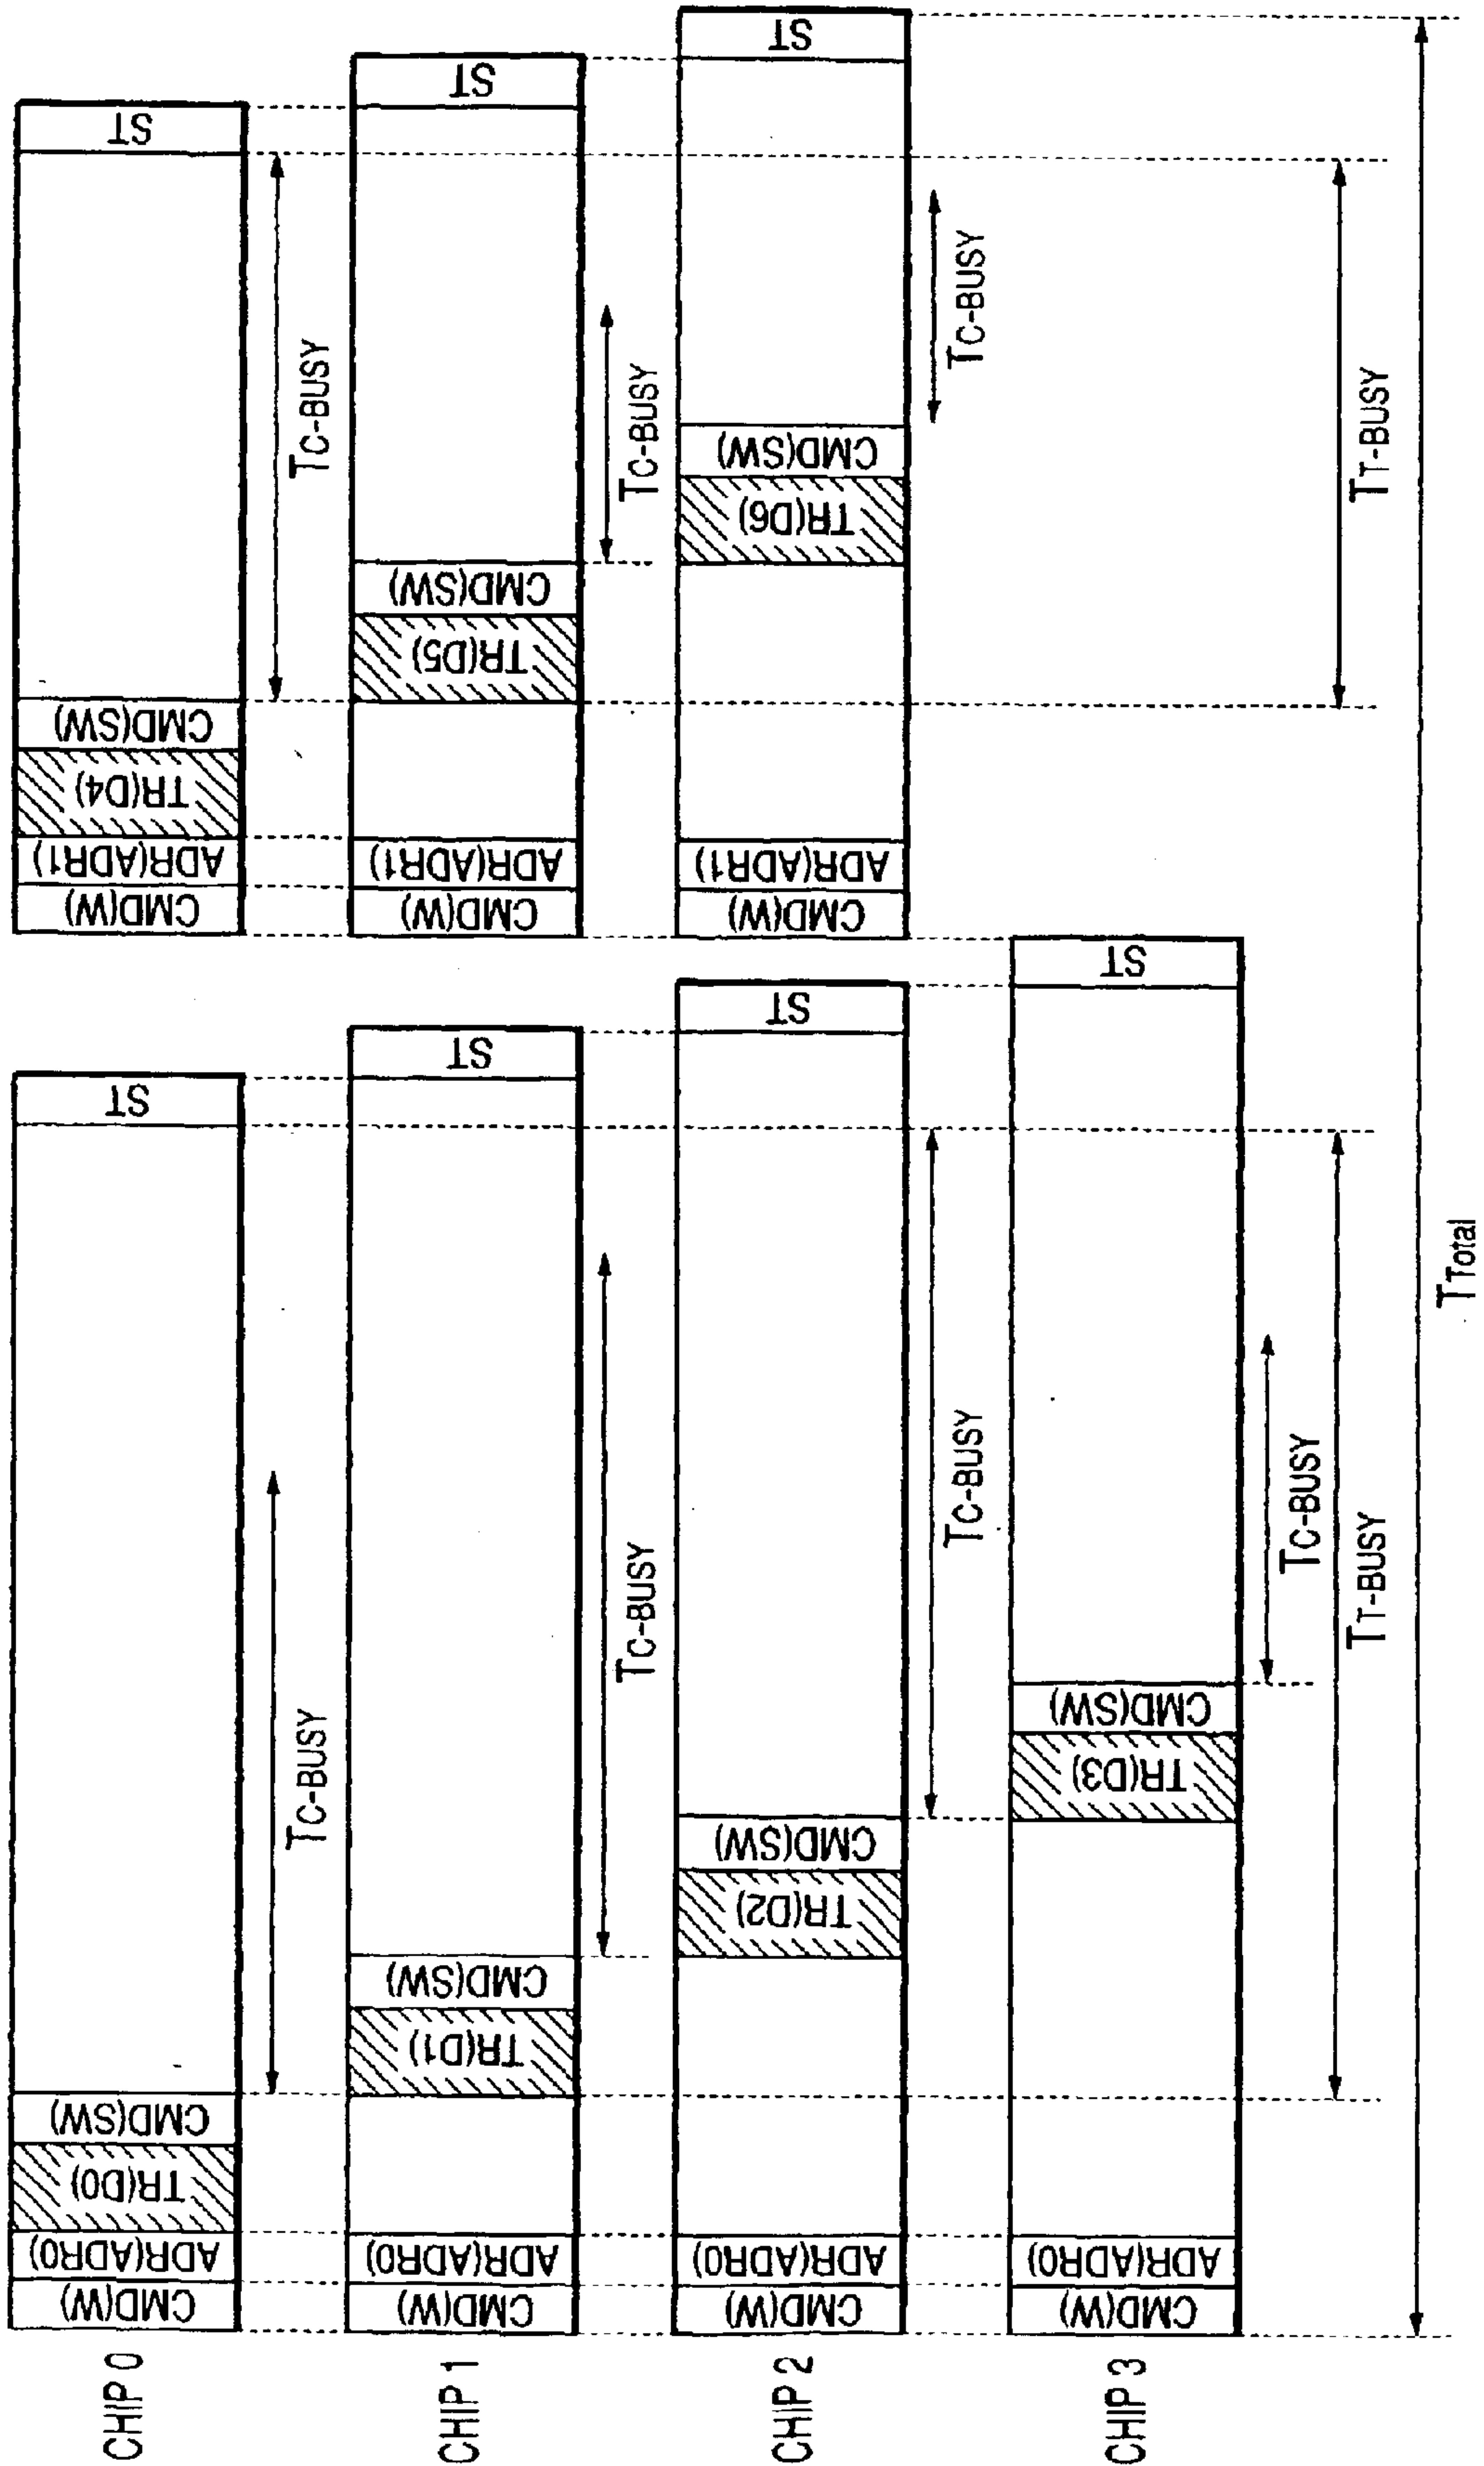 CHIP 0
CMD(W)
ADR(ADR0)
TR(D0)
CMD(SW)
ST
CMD(W)
ADR(ADR1)
TR(D4)
CMD(SW)
ST
TC-BUSY
TC-BUSY
CHIP 1
CMD(W)
ADR(ADR0)
TR(D1)
CMD(SW)
ST
CMD(W)
ADR(ADR1)
TR(D5)
CMD(SW)
ST
TC-BUSY
TC-BUSY
CHIP 2
CMD(W)
ADR(ADR0)
TR(D2)
CMD(SW)
ST
CMD(W)
ADR(ADR1)
TR(D6)
CMD(SW)
ST
TC-BUSY
TC-BUSY
CHIP 3
CMD(W)
ADR(ADR0)
TR(D3)
CMD(SW)
ST
TC-BUSY
TT-BUSY
TT-BUSY
TTotal